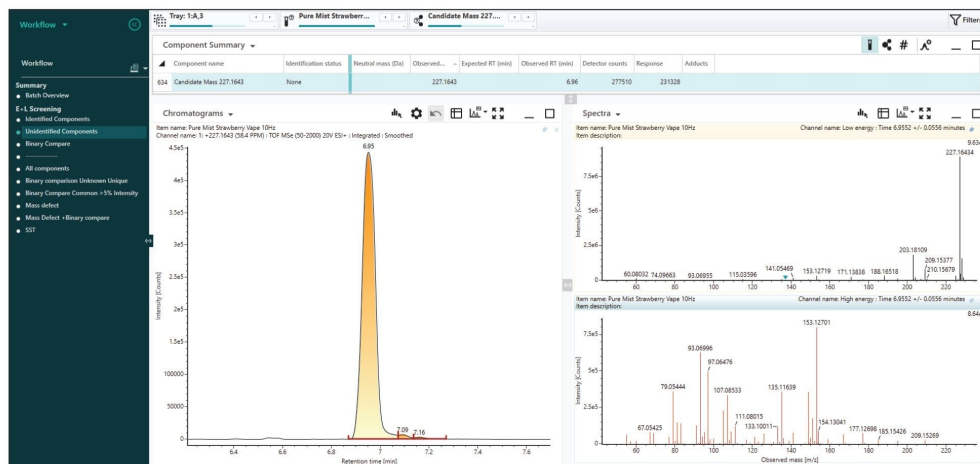 Workflow
Tray: 1:A,3
Pure Mist Strawberr...
Candidate Mass 227....
Filter
Workflow
Summary
Batch Overview
E+L Screening
Identified Components
Unidentified Components
Binary Compare
--------------------
All components
Binary comparison Unknown Unique
Binary Compare Common >5% Intensity
Mass defect
Mass Defect +Binary compare
SST
Component Summary
Component name Identification status Neutral mass (Da) Observed... Expected RT (min) Observed RT (min) Detector counts Response Adducts
634 Candidate Mass 227.1643 None 227.1643 6.96 277510 231328
Chromatograms
Item name: Pure Mist Strawberry Vape 10Hz
Channel name: 1: +227.1643 (58.4 PPM) : TOF MSe (50-2000) 20V ESI+ : Integrated : Smoothed
4.5e5
4e5
3.5e5
3e5
2.5e5
2e5
1.5e5
100000
50000
0
Intensity [Counts]
6.95
7.09
7.16
6.4 6.6 6.8 7 7.2 7.4 7.6
Retention time [min]
Spectra
Item name: Pure Mist Strawberry Vape 10Hz Channel name: Low energy : Time 6.9552 +/- 0.0556 minutes
Item description:
9.63e
227.16434
7.5e6
5e6
2.5e6
0
Intensity [Counts]
60.08032 74.09663 93.06955 115.03596 141.05469 153.12719 171.13838 188.16518 203.18109 209.15377 210.15679
60 80 100 120 140 160 180 200 220
Item name: Pure Mist Strawberry Vape 10Hz Channel name: High energy : Time 6.9552 +/- 0.0556 minutes
Item description:
8.64e
153.12701
7.5e5
5e5
2.5e5
0
Intensity [Counts]
67.05425 79.05444 93.06996 97.06476 107.08533 111.08015 133.10011 135.11639 154.13041 177.12698 185.15426 209.15269
60 80 100 120 140 160 180 200 220
Observed mass [m/z]